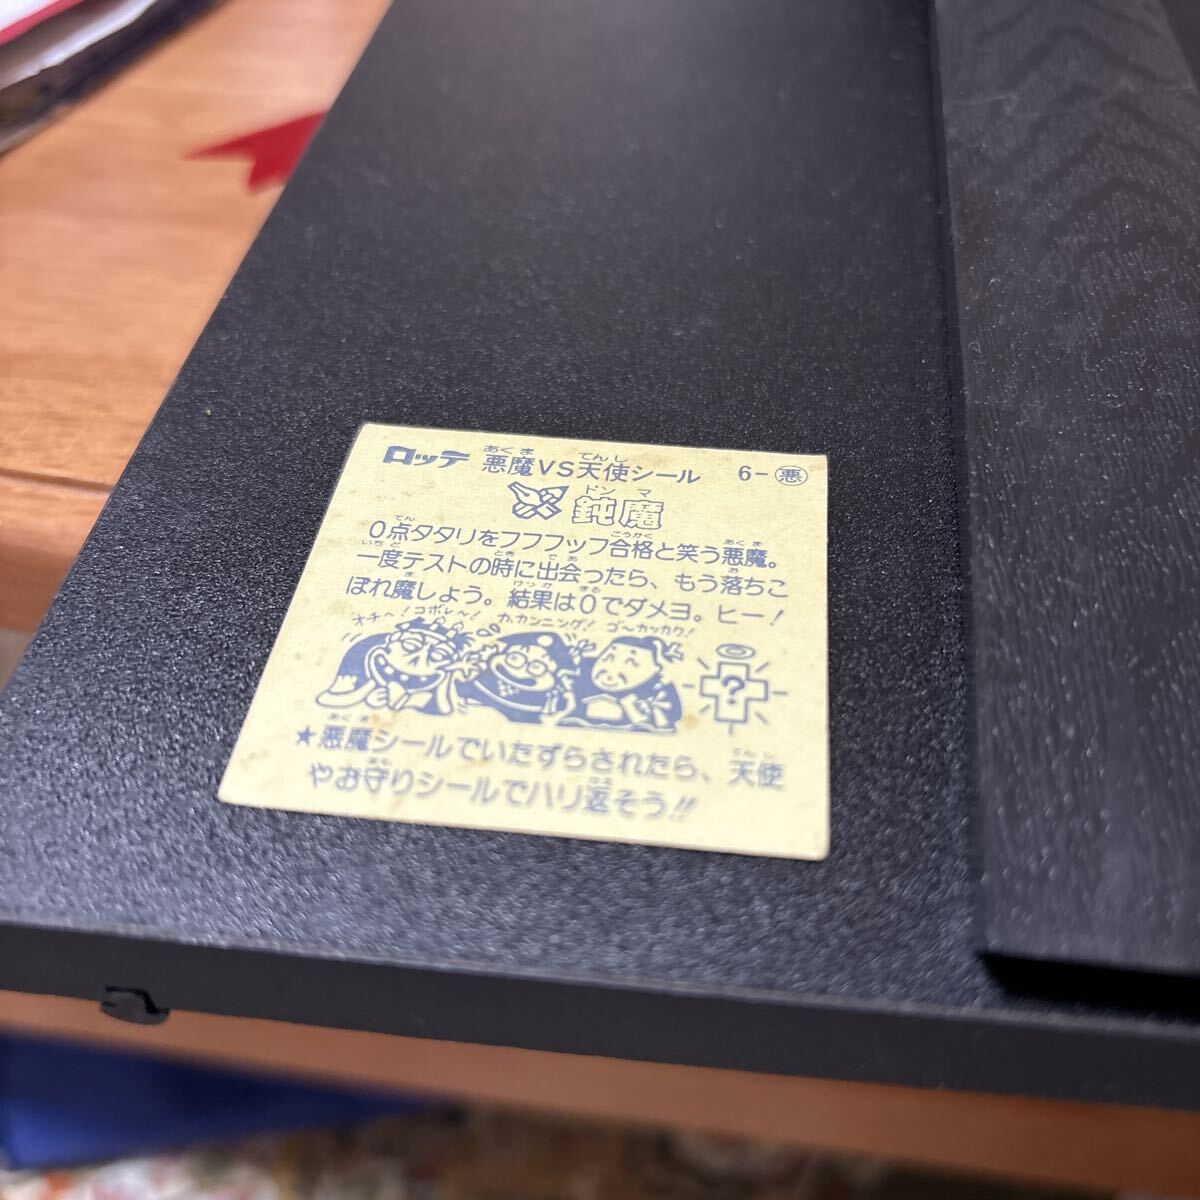 ロッテ 悪魔VS天使シール 6-悪
鈍魔
0点タタリをフフフッフ合格と笑う悪魔。
一度テストの時に出会ったら、もう落ちこ
ぼれ魔しよう。結果は0でダメヨ。ヒー!
オチ〜!コボレ〜! カ.カンニング! ゴ〜カッカク!
?
★悪魔シールでいたずらされたら、天使
やお守りシールでハリ返そう!!